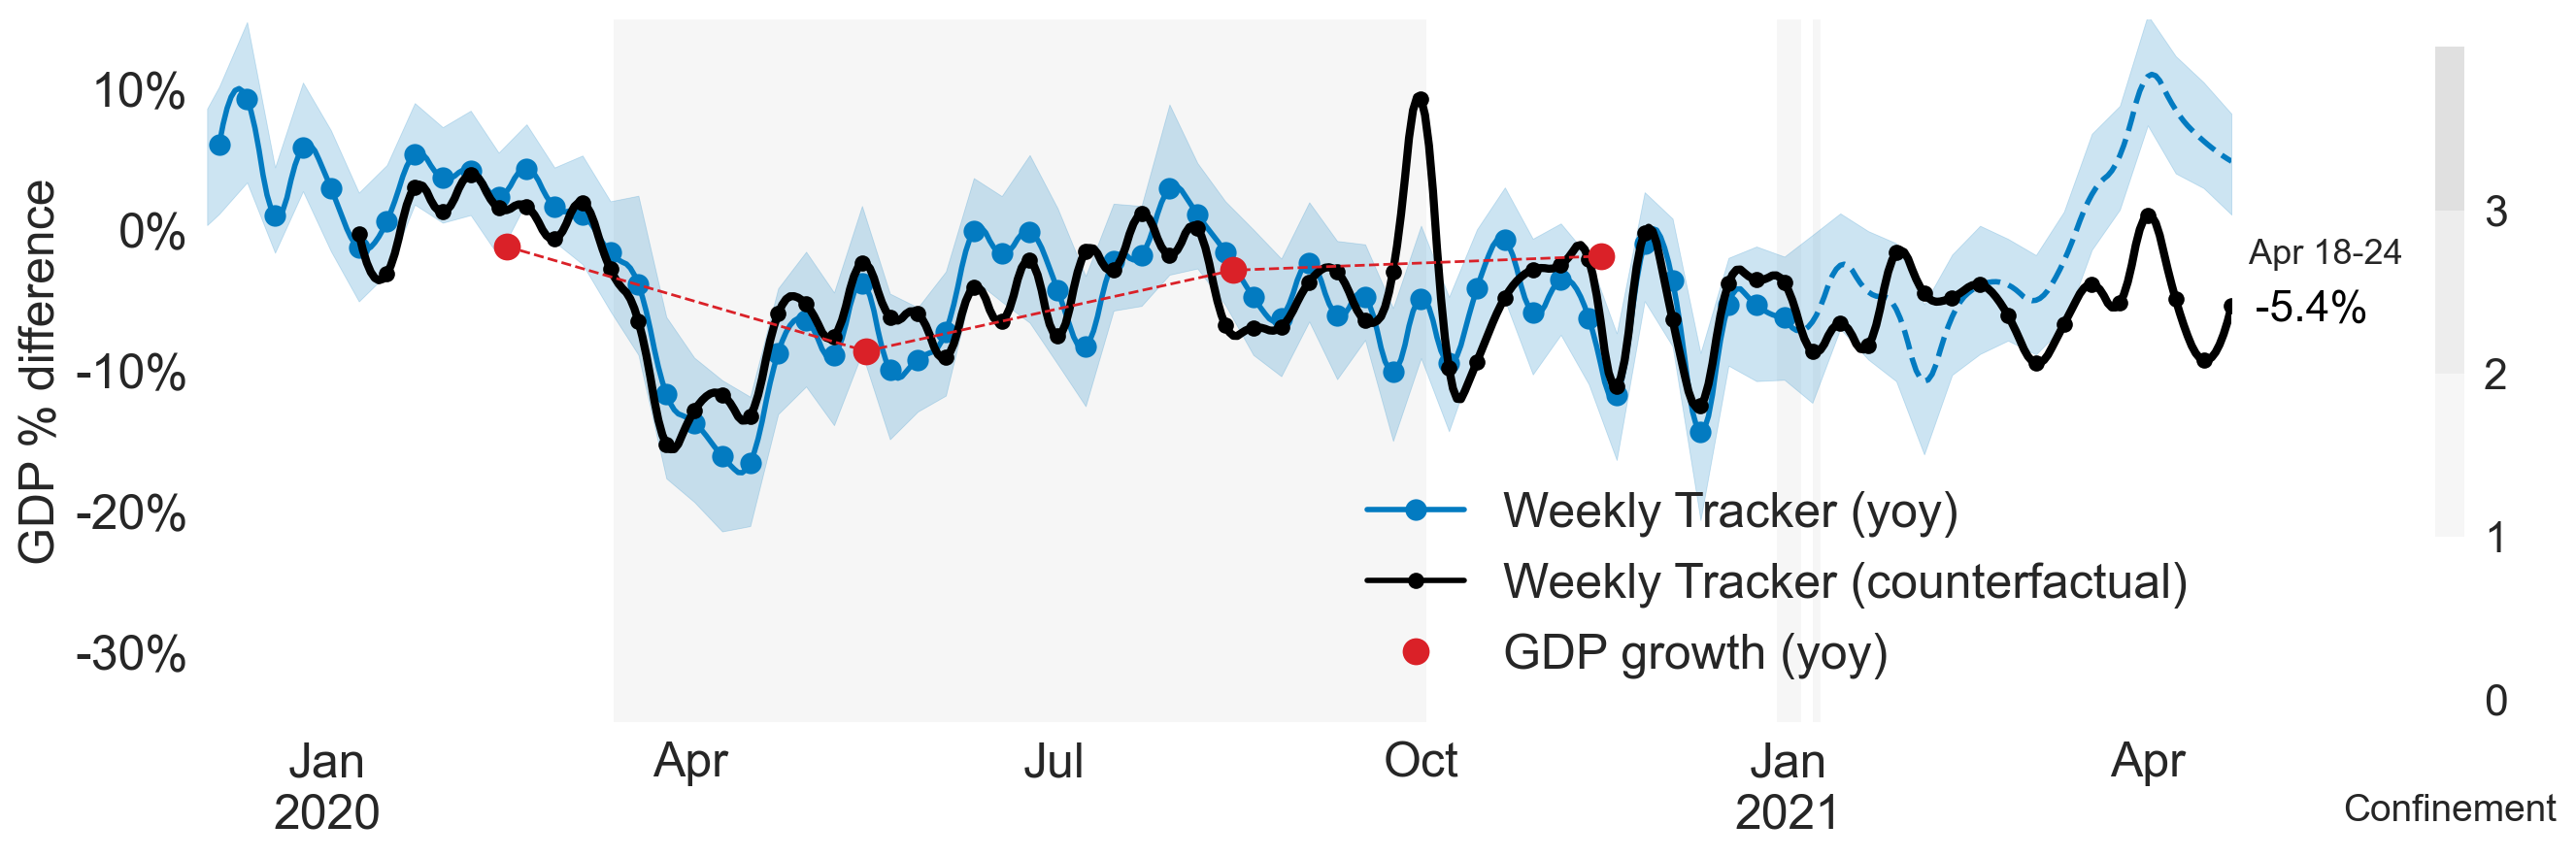 GDP % difference
10%
0%
-10%
-20%
-30%
Jan
2020
Apr
Jul
Oct
Jan
2021
Apr
Weekly Tracker (yoy)
Weekly Tracker (counterfactual)
GDP growth (yoy)
Apr 18-24
-5.4%
3
2
1
0
Confinement